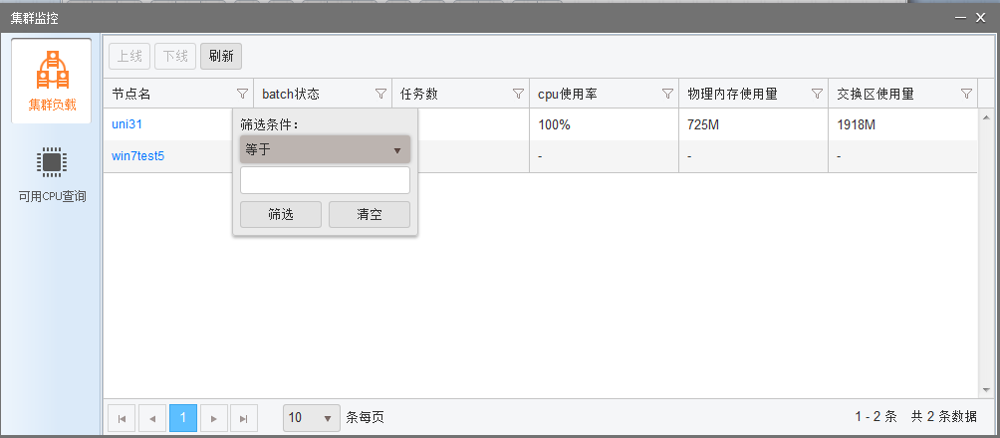 集群监控
集群负载
可用CPU查询
上线 下线 刷新
节点名 batch状态 任务数 cpu使用率 物理内存使用量 交换区使用量
uni31 100% 725M 1918M
win7test5 - - -
筛选条件：
等于
筛选 清空
1 10 条每页 1 - 2 条 共 2 条数据